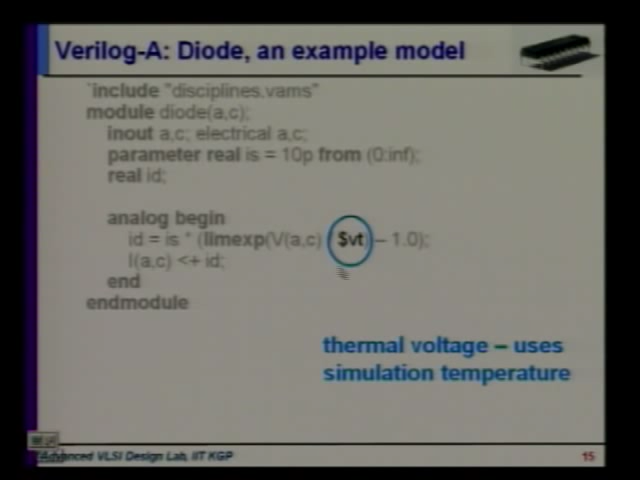 Verilog-A: Diode, an example model
`include "disciplines.vams"
module diode(a,c);
inout a,c; electrical a,c;
parameter real is = 10p from (0:inf);
real id;
analog begin
id = is * (limexp(V(a,c) / $vt) – 1.0);
I(a,c) <+ id;
end
endmodule
thermal voltage – uses
simulation temperature
Advanced VLSI Design Lab, IIT KGP
15